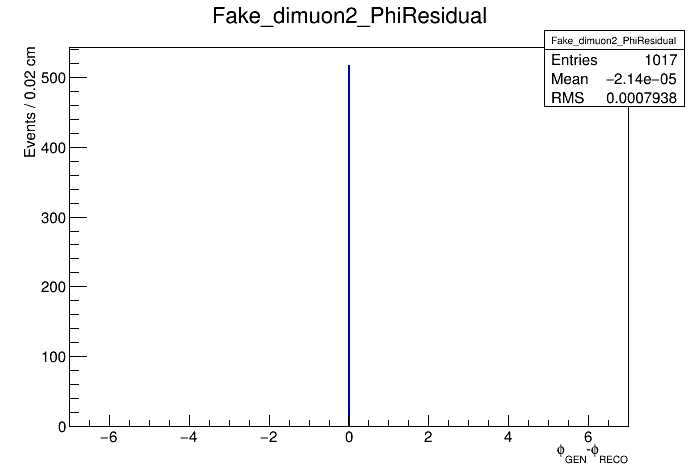 Fake_dimuon2_PhiResidual
Fake_dimuon2_PhiResidual
Entries 1017
Mean −2.14e−05
RMS 0.0007938
Events / 0.02 cm
500
400
300
200
100
0
−6 −4 −2 0 2 4 6
ϕGEN-ϕRECO